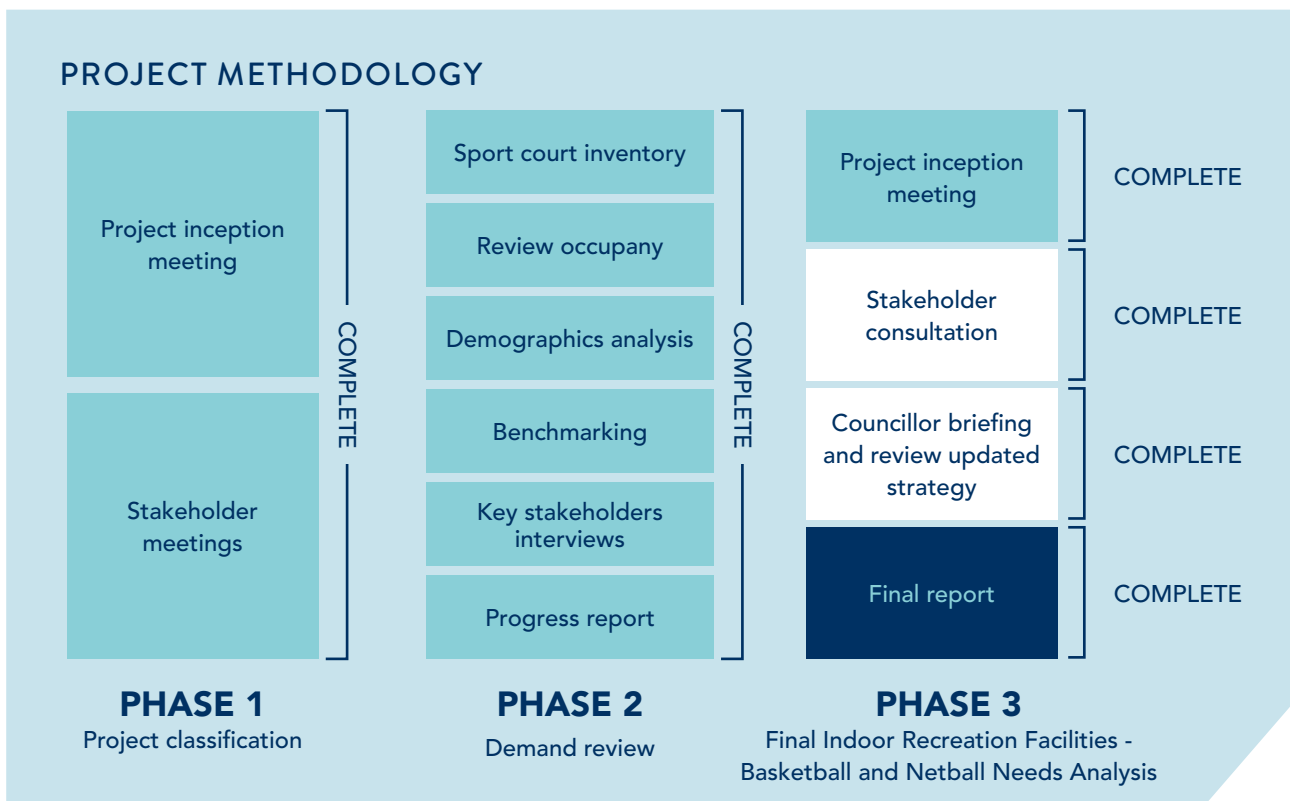 PROJECT METHODOLOGY
Project inception
meeting
Stakeholder
meetings
COMPLETE
PHASE 1
Project classification
Sport court inventory
Review occupany
Demographics analysis
Benchmarking
Key stakeholders
interviews
Progress report
COMPLETE
PHASE 2
Demand review
Project inception
meeting
COMPLETE
Stakeholder
consultation
COMPLETE
Councillor briefing
and review updated
strategy
COMPLETE
Final report
COMPLETE
PHASE 3
Final Indoor Recreation Facilities -
Basketball and Netball Needs Analysis